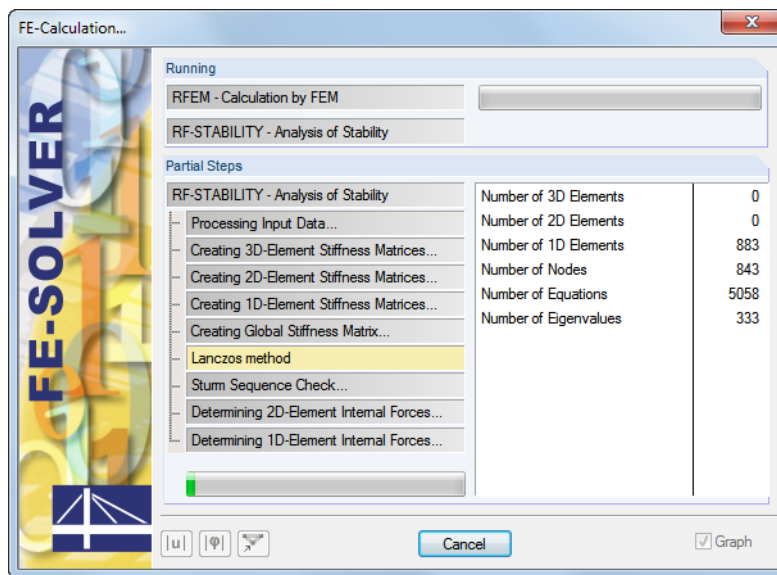 FE-Calculation...
FE-SOLVER
Running
RFEM - Calculation by FEM
RF-STABILITY - Analysis of Stability
Partial Steps
RF-STABILITY - Analysis of Stability
Processing Input Data...
Creating 3D-Element Stiffness Matrices...
Creating 2D-Element Stiffness Matrices...
Creating 1D-Element Stiffness Matrices...
Creating Global Stiffness Matrix...
Lanczos method
Sturm Sequence Check...
Determining 2D-Element Internal Forces...
Determining 1D-Element Internal Forces...
Number of 3D Elements 0
Number of 2D Elements 0
Number of 1D Elements 883
Number of Nodes 843
Number of Equations 5058
Number of Eigenvalues 333
|u| |φ|
Cancel
Graph